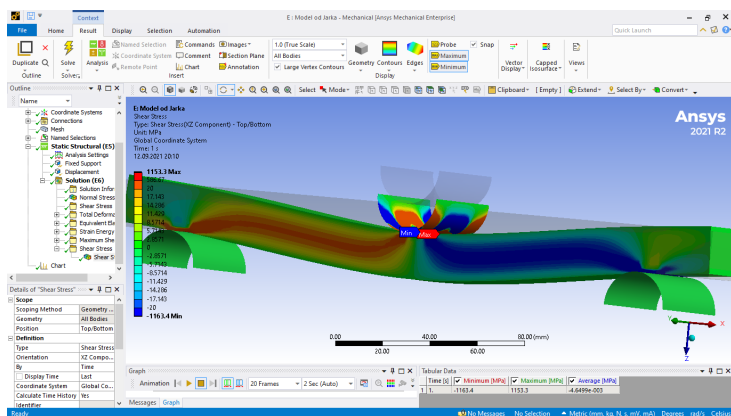 Context
E : Model od Jarka - Mechanical [Ansys Mechanical Enterprise]
File Home Result Display Selection Automation
Quick Launch
Duplicate Q Solve Analysis
Named Selection Commands Images
Coordinate System Comment Section Plane
Remote Point Chart Annotation
1.0 (True Scale)
All Bodies
Large Vertex Contours
Geometry Contours Edges
Probe Snap
Maximum
Minimum
Vector Display
Capped Isosurface
Views
Outline Solve Insert Display
Outline
Name
Select Mode Clipboard [ Empty ] Extend Select By Convert
Coordinate Systems
Connections
Mesh
Named Selections
Static Structural (E5)
Analysis Settings
Fixed Support
Displacement
Solution (E6)
Solution Infor
Normal Stress
Shear Stress
Total Deforma
Equivalent Ela
Strain Energy
Maximum She
Shear Stress
Shear S
Chart
E: Model od Jarka
Shear Stress
Type: Shear Stress(XZ Component) - Top/Bottom
Unit: MPa
Global Coordinate System
Time: 1 s
12.09.2021 20:10
Ansys
2021 R2
1153.3 Max
20
17.143
14.286
11.429
8.5714
2.8571
0
-2.8571
-5.7143
-8.5714
-11.429
-14.286
-17.143
-20
-1163.4 Min
Min Max
0.00 40.00 80.00 (mm)
20.00 60.00
X
Y
Z
Details of "Shear Stress"
Scope
Scoping Method Geometry ...
Geometry All Bodies
Position Top/Bottom
Definition
Type Shear Stress
Orientation XZ Compo...
By Time
Display Time Last
Coordinate System Global Co...
Calculate Time History Yes
Identifier
Graph
Animation 20 Frames 2 Sec (Auto)
Messages Graph
Tabular Data
Time [s] Minimum [MPa] Maximum [MPa] Average [MPa]
1 1. -1163.4 1153.3 -4.6499e-003
Ready
No Messages No Selection Metric (mm, kg, N, s, mV, mA) Degrees rad/s Celsius